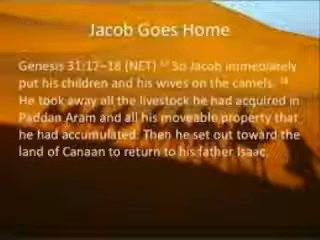 Jacob Goes Home
Genesis 31:17–18 (NET) 17 So Jacob immediately
put his children and his wives on the camels. 18
He took away all the livestock he had acquired in
Paddan Aram and all his moveable property that
he had accumulated. Then he set out toward the
land of Canaan to return to his father Isaac.